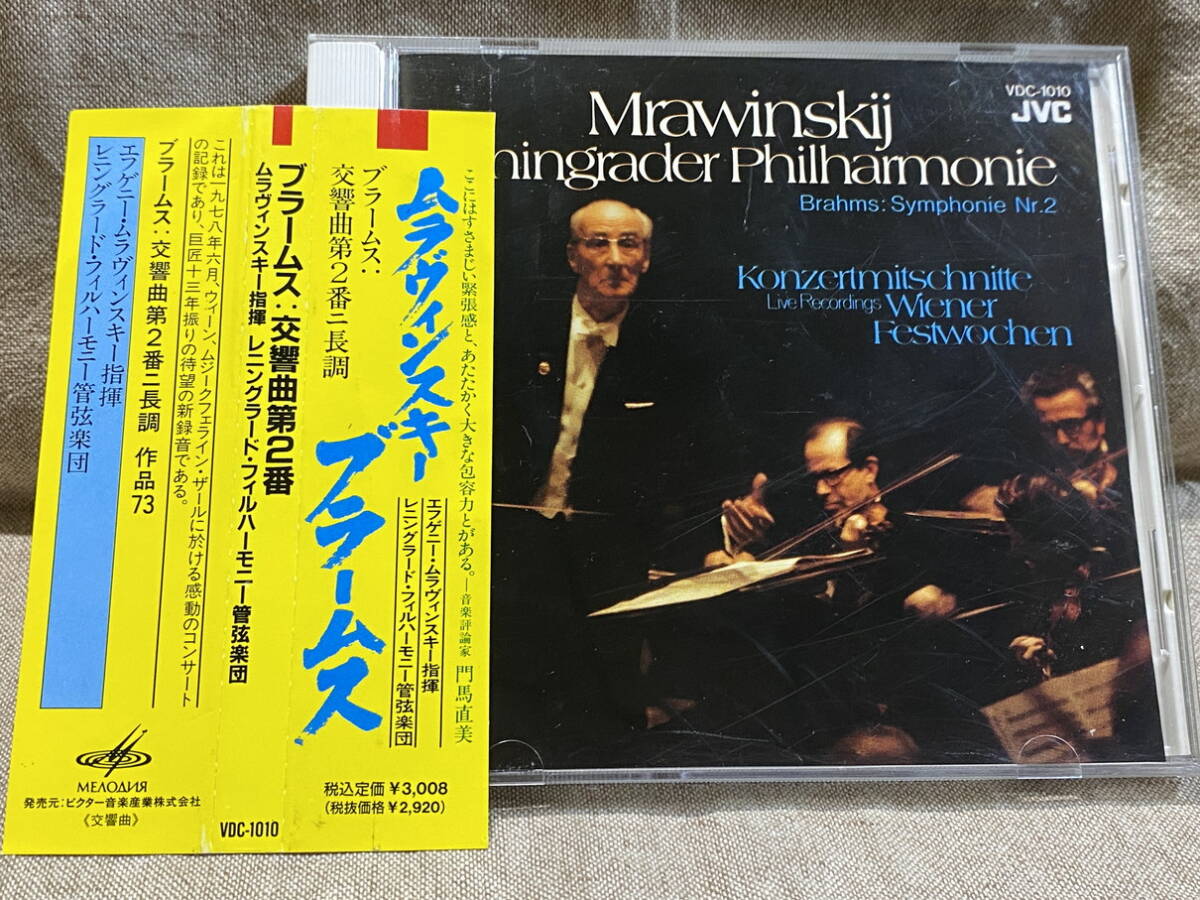 VDC-1010
JVC
Mrawinskij
ningrader Philharmonie
Brahms: Symphonie Nr.2
Konzertmitschnitte
Live Recordings Wiener
Festwochen
ここにはすさまじい緊張感と、あたたかく大きな包容力とがある。—音楽評論家 門馬直美
ムラヴィンスキー
ブラームス
ブラームス:
交響曲第2番ニ長調
エフゲニー・ムラヴィンスキー指揮
レニングラード・フィルハーモニー管弦楽団
税込定価¥3,008
(税抜価格¥2,920)
ブラームス:交響曲第2番
ムラヴィンスキー指揮 レニングラード・フィルハーモニー管弦楽団
VDC-1010
これは一九七八年六月、ウィーン、ムジークフェライン・ザールに於ける感動のコンサート
の記録であり、巨匠十三年振りの待望の新録音である。
ブラームス:交響曲第2番ニ長調 作品73
エフゲニー・ムラヴィンスキー指揮
レニングラード・フィルハーモニー管弦楽団
МЕЛОДИЯ
発売元:ビクター音楽産業株式会社
《交響曲》